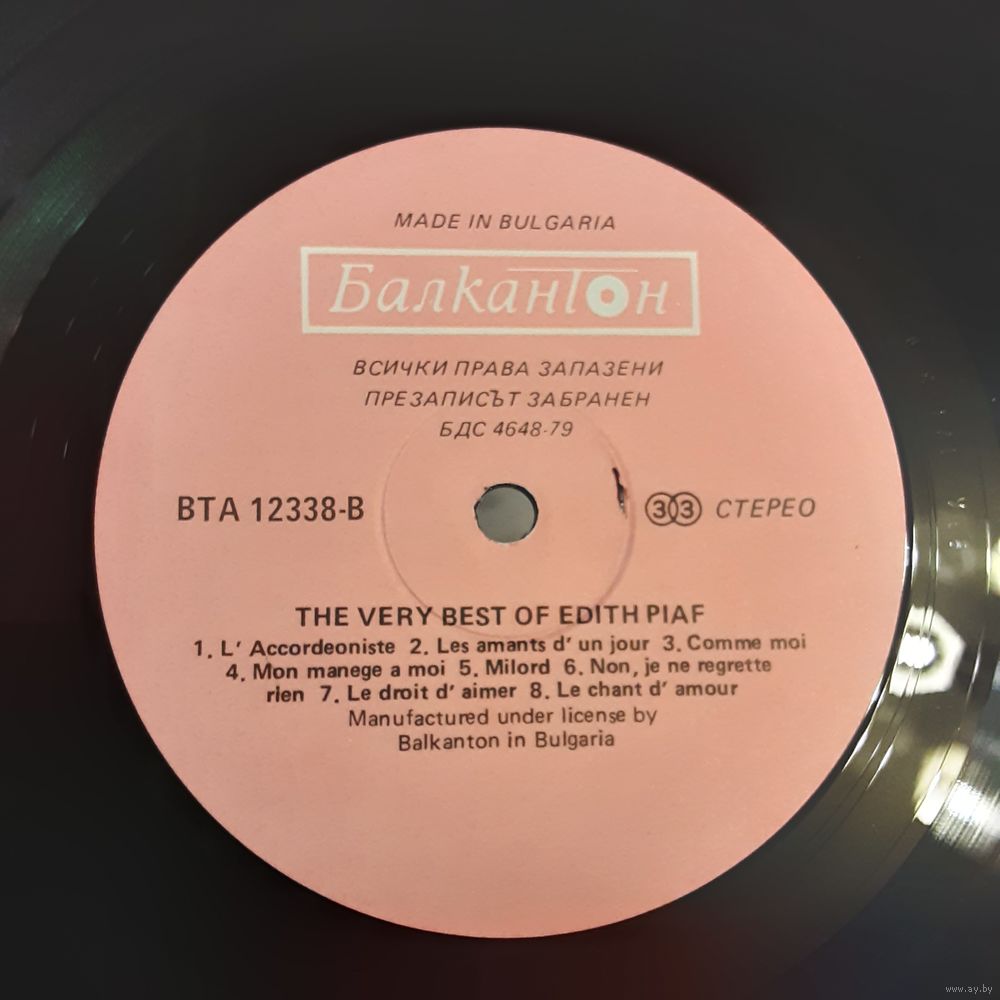 MADE IN BULGARIA
Балкантон
ВСИЧКИ ПРАВА ЗАПАЗЕНИ
ПРЕЗАПИСЪТ ЗАБРАНЕН
БДС 4648-79
ВТА 12338-В
33 СТЕРЕО
THE VERY BEST OF EDITH PIAF
1. L' Accordeoniste 2. Les amants d' un jour 3. Comme moi
4. Mon manege a moi 5. Milord 6. Non, je ne regrette
rien 7. Le droit d' aimer 8. Le chant d' amour
Manufactured under license by
Balkanton in Bulgaria
www.ay.by